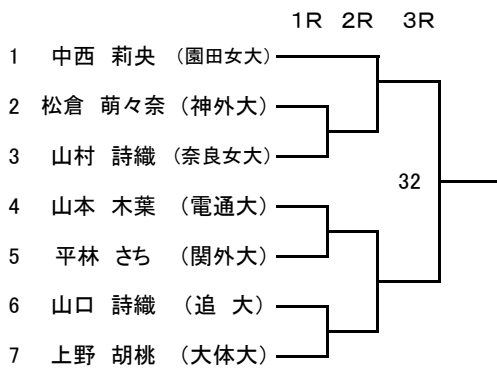 1R 2R 3R
1 中西 莉央 (園田女大)
2 松倉 萌々奈 (神外大)
3 山村 詩織 (奈良女大)
32
4 山本 木葉 (電通大)
5 平林 さち (関外大)
6 山口 詩織 (追 大)
7 上野 胡桃 (大体大)